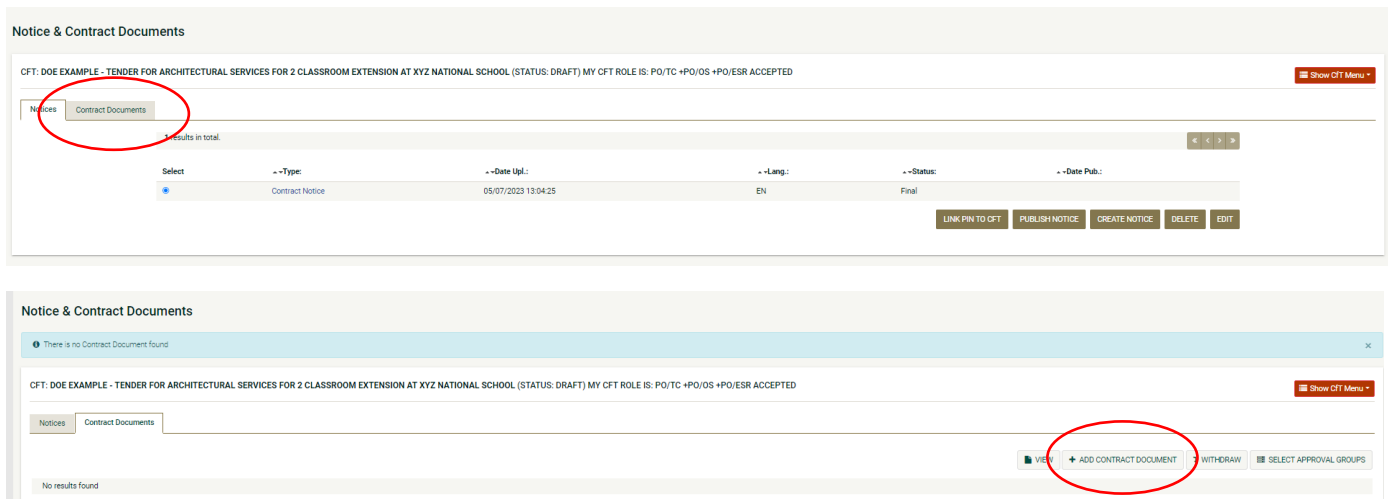 Notice & Contract Documents
CFT: DOE EXAMPLE - TENDER FOR ARCHITECTURAL SERVICES FOR 2 CLASSROOM EXTENSION AT XYZ NATIONAL SCHOOL (STATUS: DRAFT) MY CFT ROLE IS: PO/TC +PO/OS +PO/ESR ACCEPTED
Show CfT Menu
Notices Contract Documents
1 results in total.
« < > »
Select Type: Date Upl.: Lang.: Status: Date Pub.:
Contract Notice 05/07/2023 13:04:25 EN Final
LINK PIN TO CFT PUBLISH NOTICE CREATE NOTICE DELETE EDIT
Notice & Contract Documents
There is no Contract Document found ×
CFT: DOE EXAMPLE - TENDER FOR ARCHITECTURAL SERVICES FOR 2 CLASSROOM EXTENSION AT XYZ NATIONAL SCHOOL (STATUS: DRAFT) MY CFT ROLE IS: PO/TC +PO/OS +PO/ESR ACCEPTED
Show CfT Menu
Notices Contract Documents
VIEW + ADD CONTRACT DOCUMENT WITHDRAW SELECT APPROVAL GROUPS
No results found